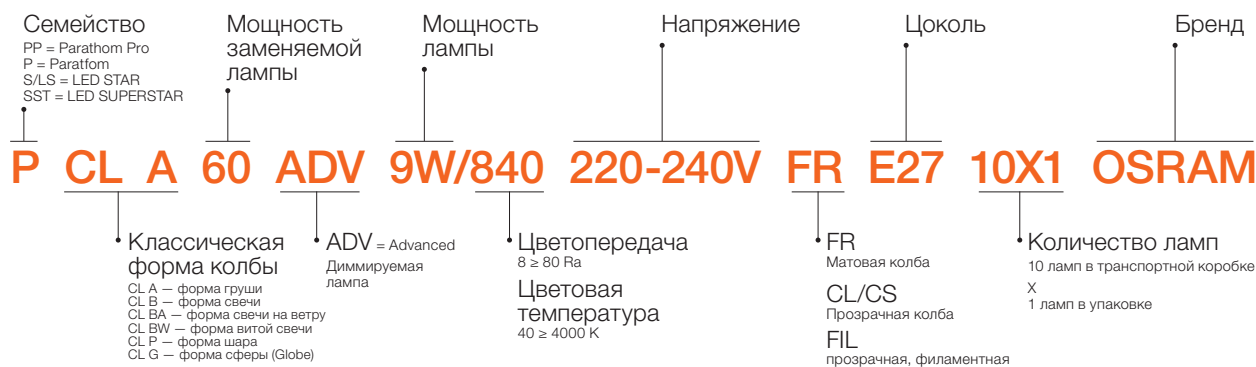 Семейство
PP = Parathom Pro
P = Paratfom
S/LS = LED STAR
SST = LED SUPERSTAR
Мощность
заменяемой
лампы
Мощность
лампы
Напряжение
Цоколь
Бренд
P CL A 60 ADV 9W/840 220-240V FR E27 10X1 OSRAM
Классическая
форма колбы
CL A — форма груши
CL B — форма свечи
CL BA — форма свечи на ветру
CL BW — форма витой свечи
CL P — форма шара
CL G — форма сферы (Globe)
ADV = Advanced
Диммируемая
лампа
Цветопередача
8 ≥ 80 Ra
Цветовая
температура
40 ≥ 4000 K
FR
Матовая колба
CL/CS
Прозрачная колба
FIL
прозрачная, филаментная
Количество ламп
10 ламп в транспортной коробке
X
1 ламп в упаковке